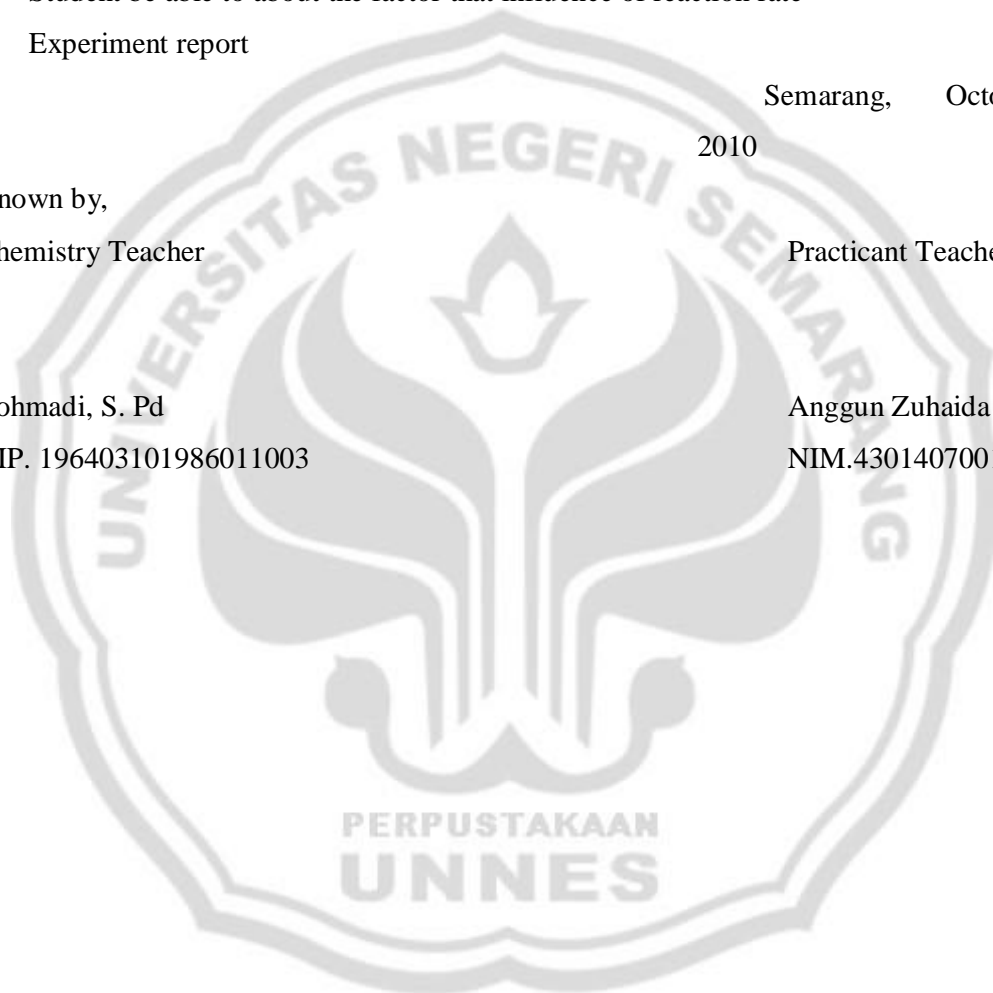 Student be able to about the factor that influence of reaction rate
Experiment report
Semarang, Octo
2010
nown by,
hemistry Teacher Practicant Teache
ohmadi, S. Pd Anggun Zuhaida
IP. 196403101986011003 NIM.430140700
UNIVERSITAS NEGERI SEMARANG
PERPUSTAKAAN
UNNES